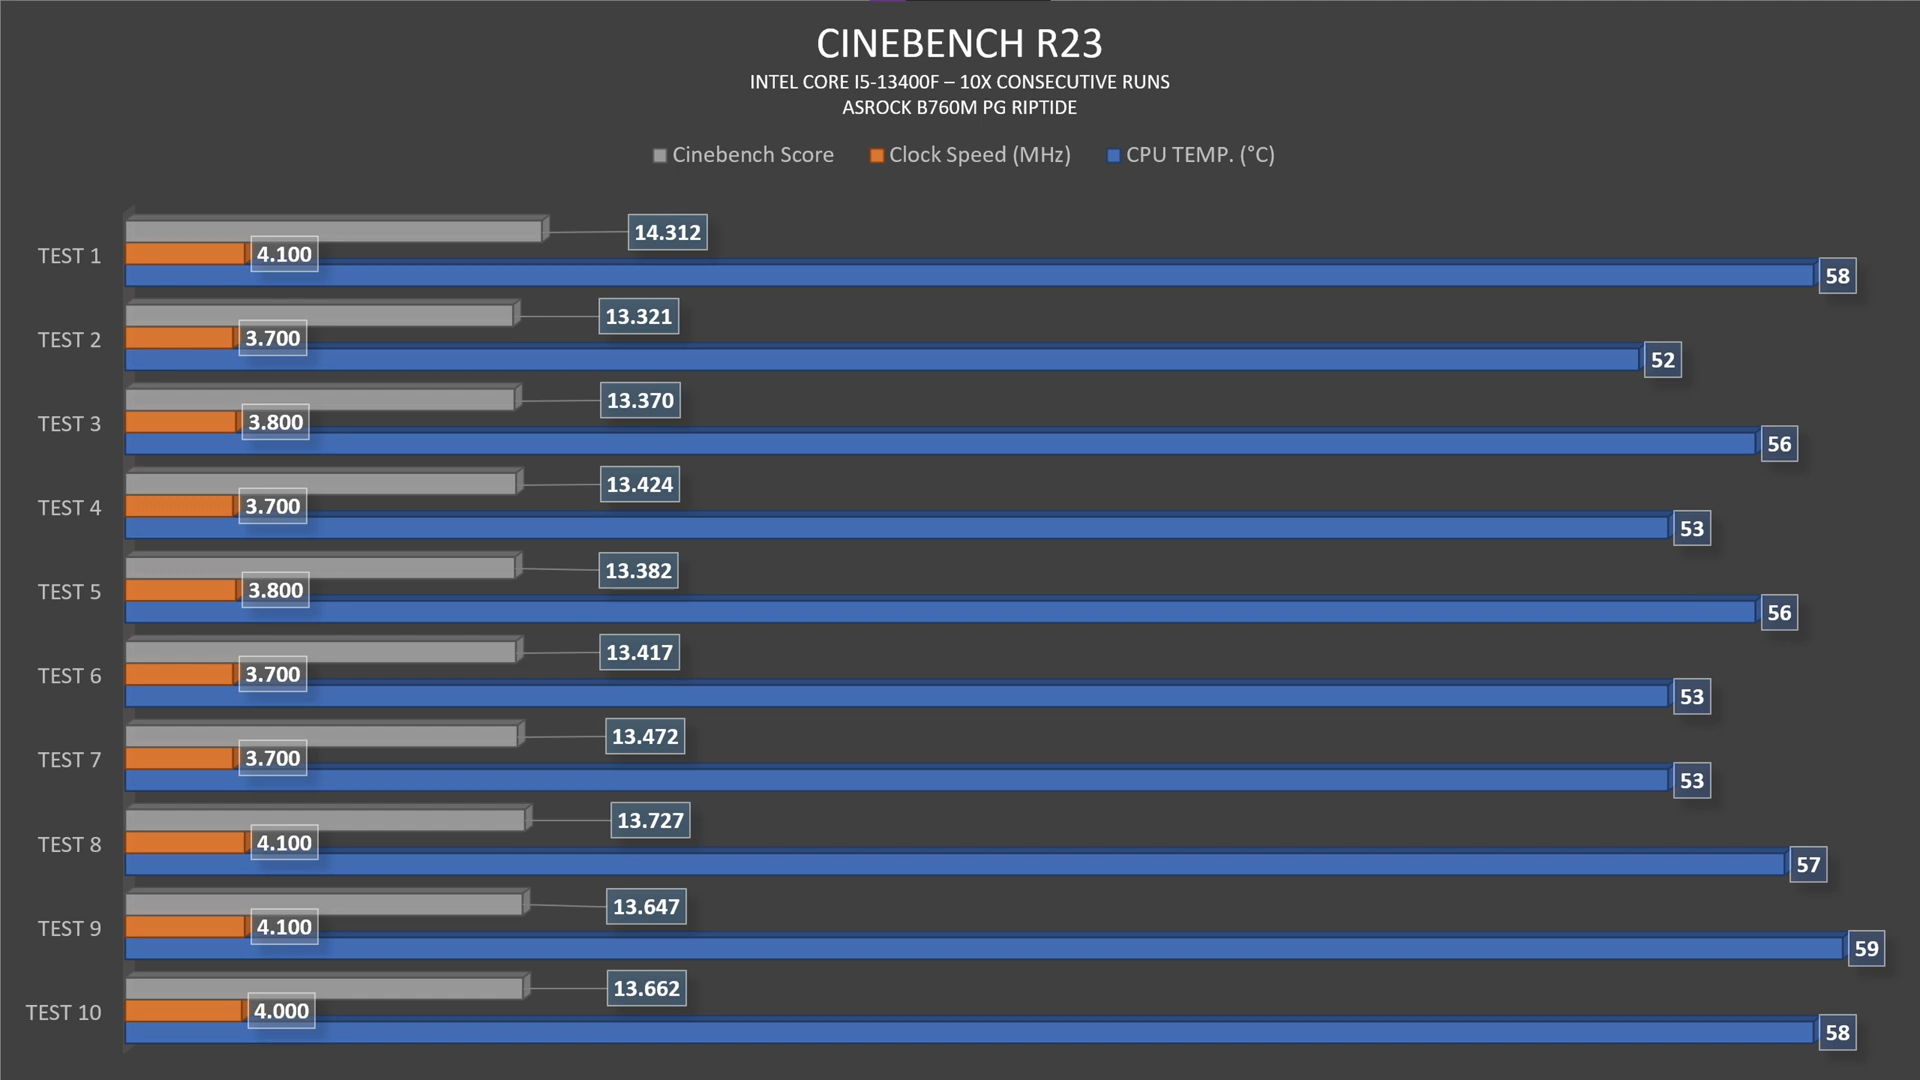 CINEBENCH R23
INTEL CORE I5-13400F – 10X CONSECUTIVE RUNS
ASROCK B760M PG RIPTIDE
Cinebench Score Clock Speed (MHz) CPU TEMP. (°C)
14.312
TEST 1 4.100
58
13.321
TEST 2 3.700
52
13.370
TEST 3 3.800
56
13.424
TEST 4 3.700
53
13.382
TEST 5 3.800
56
13.417
TEST 6 3.700
53
13.472
TEST 7 3.700
53
13.727
TEST 8 4.100
57
13.647
TEST 9 4.100
59
13.662
TEST 10 4.000
58